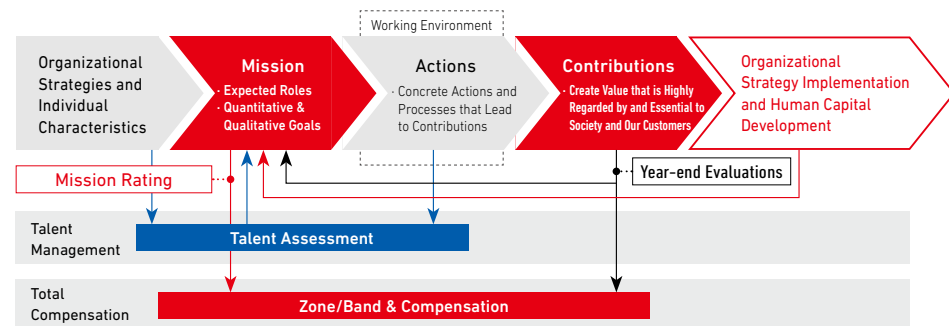 Working Environment
Organizational
Strategies and
Individual
Characteristics
Mission
· Expected Roles
· Quantitative &
Qualitative Goals
Actions
· Concrete Actions and
Processes that Lead
to Contributions
Contributions
· Create Value that is Highly
Regarded by and Essential to
Society and Our Customers
Organizational
Strategy Implementation
and Human Capital
Development
Mission Rating
Year-end Evaluations
Talent
Management
Talent Assessment
Total
Compensation
Zone/Band & Compensation